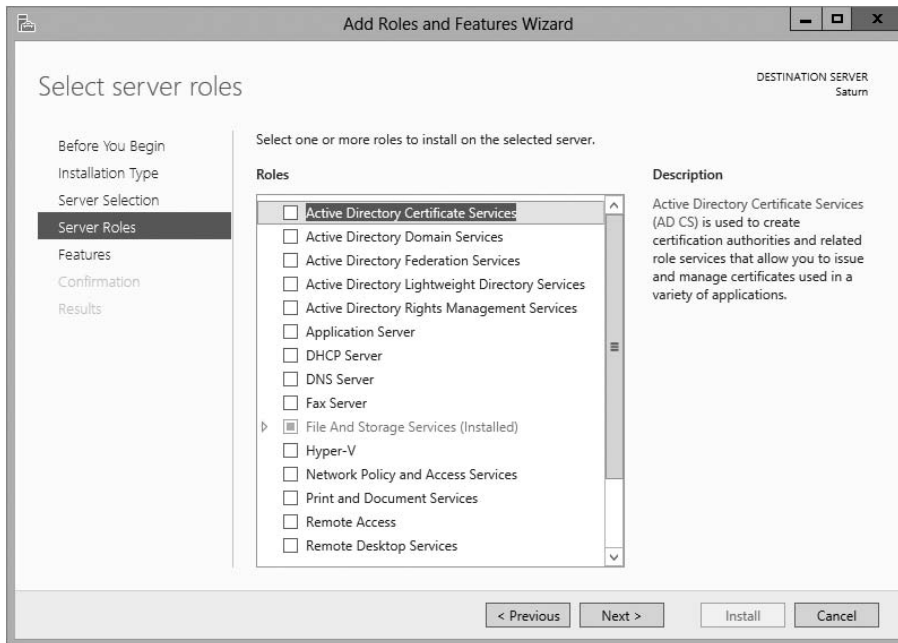 Add Roles and Features Wizard
Select server roles
DESTINATION SERVER
Saturn
Before You Begin
Installation Type
Server Selection
Server Roles
Features
Confirmation
Results
Select one or more roles to install on the selected server.
Roles
Active Directory Certificate Services
Active Directory Domain Services
Active Directory Federation Services
Active Directory Lightweight Directory Services
Active Directory Rights Management Services
Application Server
DHCP Server
DNS Server
Fax Server
File And Storage Services (Installed)
Hyper-V
Network Policy and Access Services
Print and Document Services
Remote Access
Remote Desktop Services
Description
Active Directory Certificate Services
(AD CS) is used to create
certification authorities and related
role services that allow you to issue
and manage certificates used in a
variety of applications.
< Previous
Next >
Install
Cancel